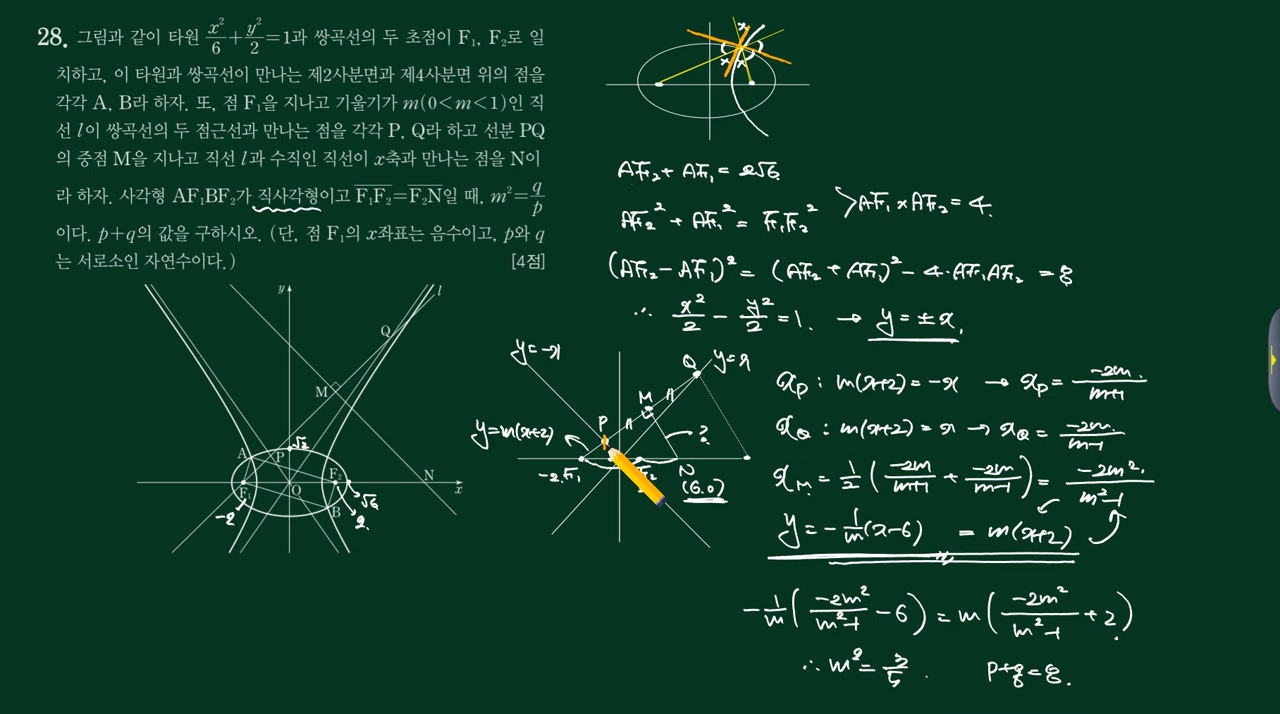 28. 그림과 같이 타원 x²/6 + y²/2 = 1과 쌍곡선의 두 초점이 F₁, F₂로 일
치하고, 이 타원과 쌍곡선이 만나는 제2사분면과 제4사분면 위의 점을
각각 A, B라 하자. 또, 점 F₁을 지나고 기울기가 m(0<m<1)인 직
선 l이 쌍곡선의 두 점근선과 만나는 점을 각각 P, Q라 하고 선분 PQ
의 중점 M을 지나고 직선 l과 수직인 직선이 x축과 만나는 점을 N이
라 하자. 사각형 AF₁BF₂가 직사각형이고 F̅₁F̅₂=F̅₂N̅일 때, m²=q/p
이다. p+q의 값을 구하시오. (단, 점 F₁의 x좌표는 음수이고, p와 q
는 서로소인 자연수이다.)
[4점]
y
l
Q
M
A
P
√2
F₁
O
F₂
B
N
x
-2
2
√6
x
x
x
AF₂ + AF₁ = 2√6
AF₂² + AF₁² = F₁F₂²
AF₁ × AF₂ = 4.
(AF₂ - AF₁)² = (AF₂ + AF₁)² - 4·AF₁AF₂ = 8
∴ x²/2 - y²/2 = 1. → y = ±x.
y=-x
Q
y=x
M
P
y=m(x+2)
?
-2
F₁
F₂
N
(6.0)
x_P : m(x+2) = -x → x_P = -2m/m+1
x_Q : m(x+2) = x → x_Q = -2m/m-1
x_M = 1/2 (-2m/m+1 + -2m/m-1) = -2m²/m²-1
y = -1/m(x-6) = m(x+2)
-1/m (-2m²/m²-1 - 6) = m (-2m²/m²-1 + 2)
∴ m² = 3/5. p+q=8.